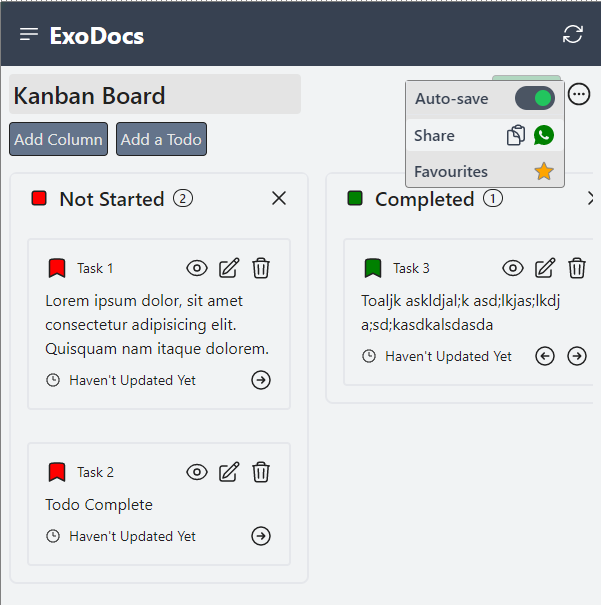 ExoDocs
Kanban Board
Auto-save
Share
Favourites
Add Column
Add a Todo
Not Started 2
Task 1
Lorem ipsum dolor, sit amet
consectetur adipisicing elit.
Quisquam nam itaque dolorem.
Haven't Updated Yet
Task 2
Todo Complete
Haven't Updated Yet
Completed 1
Task 3
Toaljk askldjal;k asd;lkjas;lkdj
a;sd;kasdkalsdasda
Haven't Updated Yet